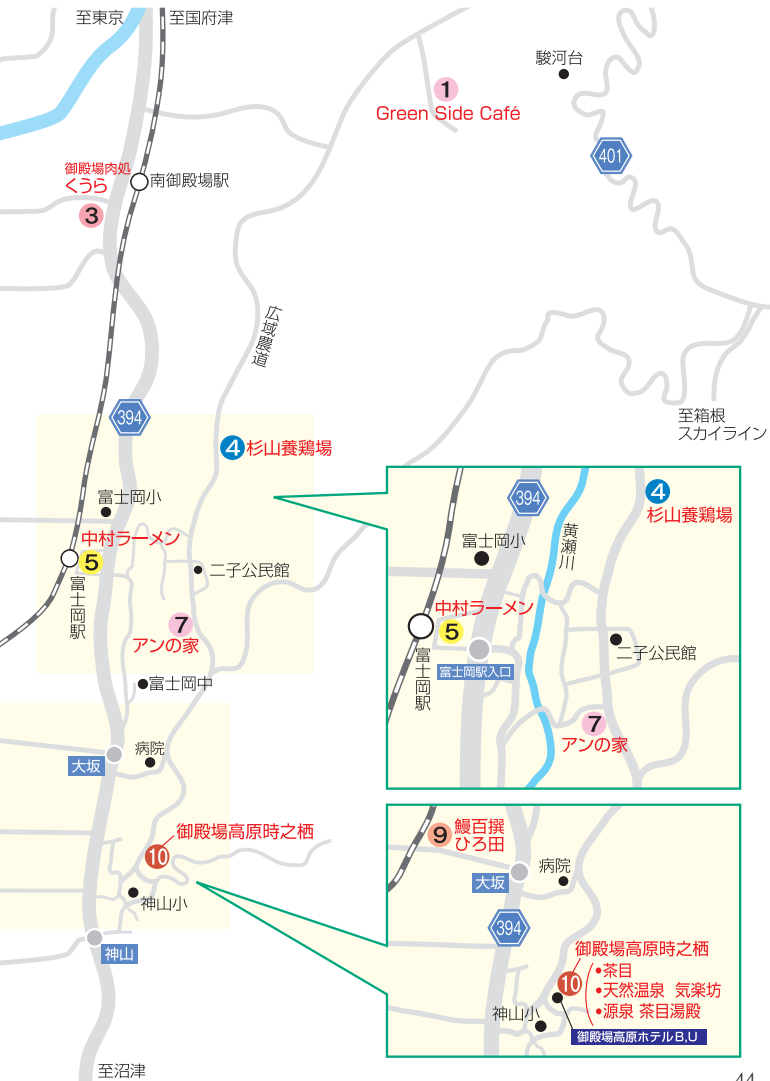 至東京
至国府津
駿河台
1
Green Side Café
401
御殿場肉処
くうら
南御殿場駅
3
広域農道
394
至箱根
スカイライン
4 杉山養鶏場
富士岡小
中村ラーメン
5
富士岡駅
二子公民館
7
アンの家
富士岡中
病院
大坂
御殿場高原時之栖
10
神山小
神山
至沼津
394
4
杉山養鶏場
黄瀬川
富士岡小
中村ラーメン
5
富士岡駅
富士岡駅入口
二子公民館
7
アンの家
9 鰻百撰
ひろ田
病院
大坂
394
御殿場高原時之栖
10
•茶目
•天然温泉 気楽坊
•源泉 茶目湯殿
神山小
御殿場高原ホテルB,U
44